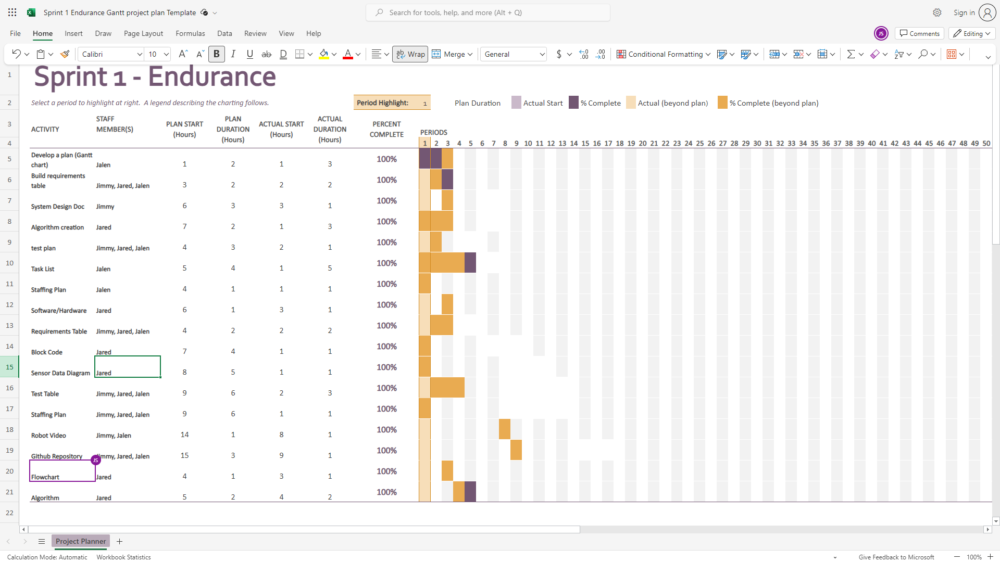 Sprint 1 Endurance Gantt project plan Template
Search for tools, help, and more (Alt + Q)
Sign in
File Home Insert Draw Page Layout Formulas Data Review View Help
JS Comments Editing
Calibri 10 A A B I U ab D A ab Wrap Merge General $ .00 .00 Conditional Formatting
1 Sprint 1 - Endurance
2 Select a period to highlight at right. A legend describing the charting follows. Period Highlight: 1 Plan Duration Actual Start % Complete Actual (beyond plan) % Complete (beyond plan)
3 ACTIVITY STAFF MEMBER(S) PLAN START (Hours) PLAN DURATION (Hours) ACTUAL START (Hours) ACTUAL DURATION (Hours) PERCENT COMPLETE PERIODS
4 1 2 3 4 5 6 7 8 9 10 11 12 13 14 15 16 17 18 19 20 21 22 23 24 25 26 27 28 29 30 31 32 33 34 35 36 37 38 39 40 41 42 43 44 45 46 47 48 49 50
5 Develop a plan (Gantt chart) Jalen 1 2 1 3 100%
6 Build requirements table Jimmy, Jared, Jalen 3 2 2 2 100%
7 System Design Doc Jimmy 6 3 3 1 100%
8 Algorithm creation Jared 7 2 1 3 100%
9 test plan Jimmy, Jared, Jalen 4 3 2 1 100%
10 Task List Jalen 5 4 1 5 100%
11 Staffing Plan Jalen 4 1 1 1 100%
12 Software/Hardware Jared 6 1 3 1 100%
13 Requirements Table Jimmy, Jared, Jalen 4 2 2 2 100%
14 Block Code Jared 7 4 1 1 100%
15 Sensor Data Diagram Jared 8 5 1 1 100%
16 Test Table Jimmy, Jared, Jalen 9 6 2 3 100%
17 Staffing Plan Jimmy, Jared, Jalen 9 6 1 1 100%
18 Robot Video Jimmy, Jalen 14 1 8 1 100%
19 Github Repository Jimmy, Jared, Jalen 15 3 9 1 100%
JS
20 Flowchart Jared 4 1 3 1 100%
21 Algorithm Jared 5 2 4 2 100%
22
Project Planner
Calculation Mode: Automatic Workbook Statistics Give Feedback to Microsoft 100%